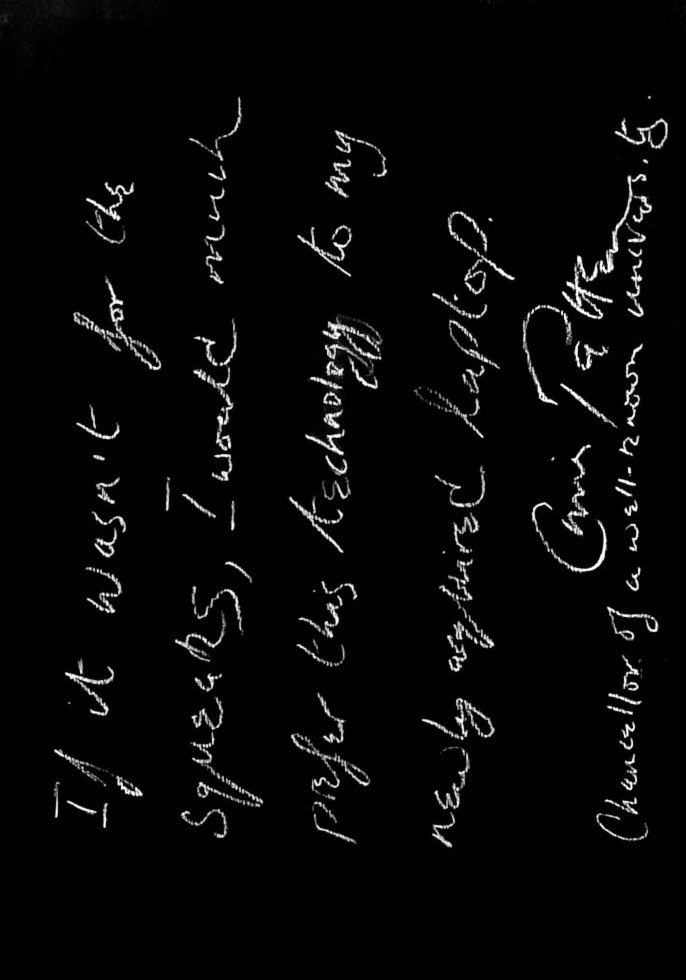 If it wasn't for the
squeaks, I would much
prefer this technology to my
newly acquired laptop.
Chris Patten
Chancellor of a well-known university.